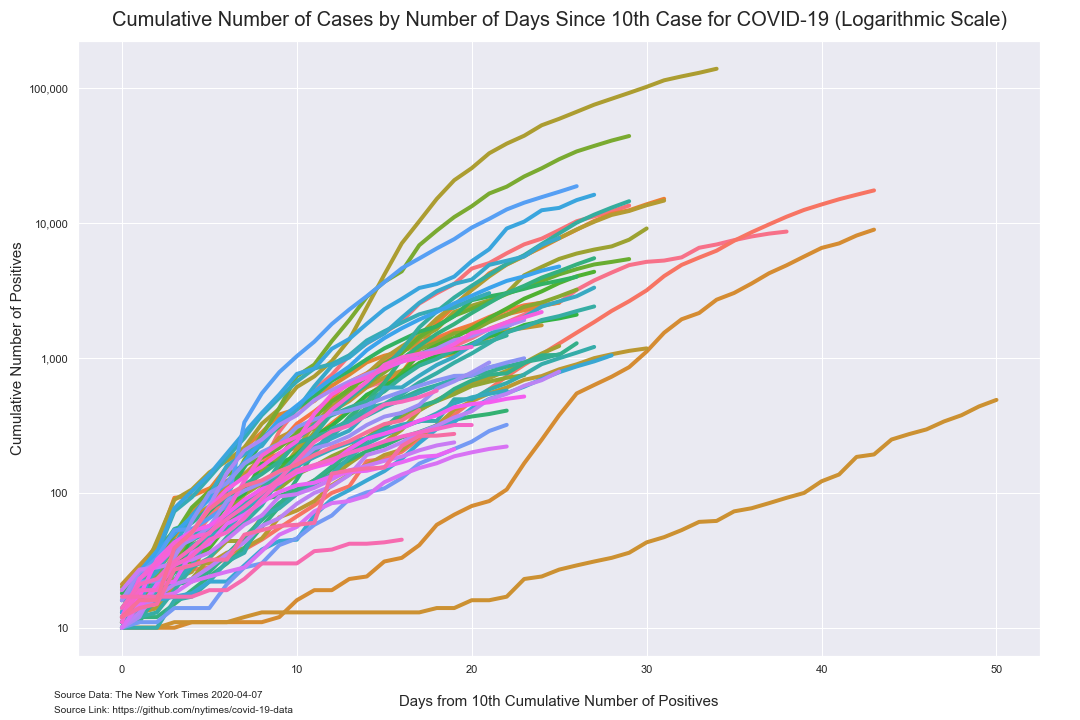 Cumulative Number of Cases by Number of Days Since 10th Case for COVID-19 (Logarithmic Scale)
Cumulative Number of Positives
100,000
10,000
1,000
100
10
0 10 20 30 40 50
Days from 10th Cumulative Number of Positives
Source Data: The New York Times 2020-04-07
Source Link: https://github.com/nytimes/covid-19-data